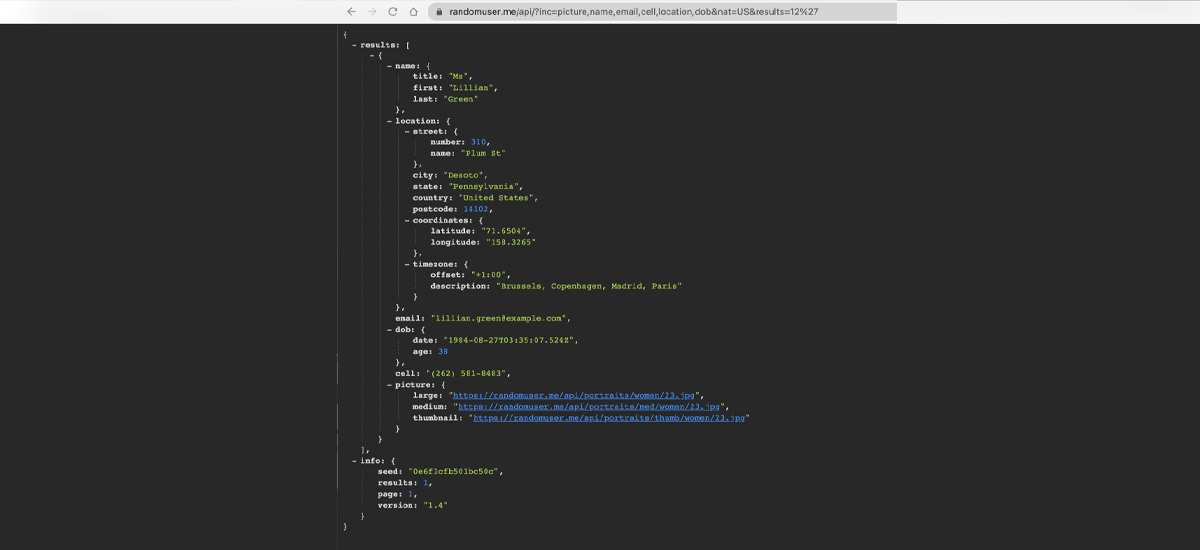 randomuser.me/api/?inc=picture,name,email,cell,location,dob&nat=US&results=12%27
{
- results: [
- {
- name: {
title: "Ms",
first: "Lillian",
last: "Green"
},
- location: {
- street: {
number: 310,
name: "Plum St"
},
city: "Desoto",
state: "Pennsylvania",
country: "United States",
postcode: 14102,
- coordinates: {
latitude: "71.6504",
longitude: "158.3265"
},
- timezone: {
offset: "+1:00",
description: "Brussels, Copenhagen, Madrid, Paris"
}
},
email: "lillian.green@example.com",
- dob: {
date: "1984-08-27T03:35:07.524Z",
age: 38
},
cell: "(262) 581-8483",
- picture: {
large: "https://randomuser.me/api/portraits/women/23.jpg",
medium: "https://randomuser.me/api/portraits/med/women/23.jpg",
thumbnail: "https://randomuser.me/api/portraits/thumb/women/23.jpg"
}
}
],
- info: {
seed: "0e6f1cfb501bc50c",
results: 1,
page: 1,
version: "1.4"
}
}